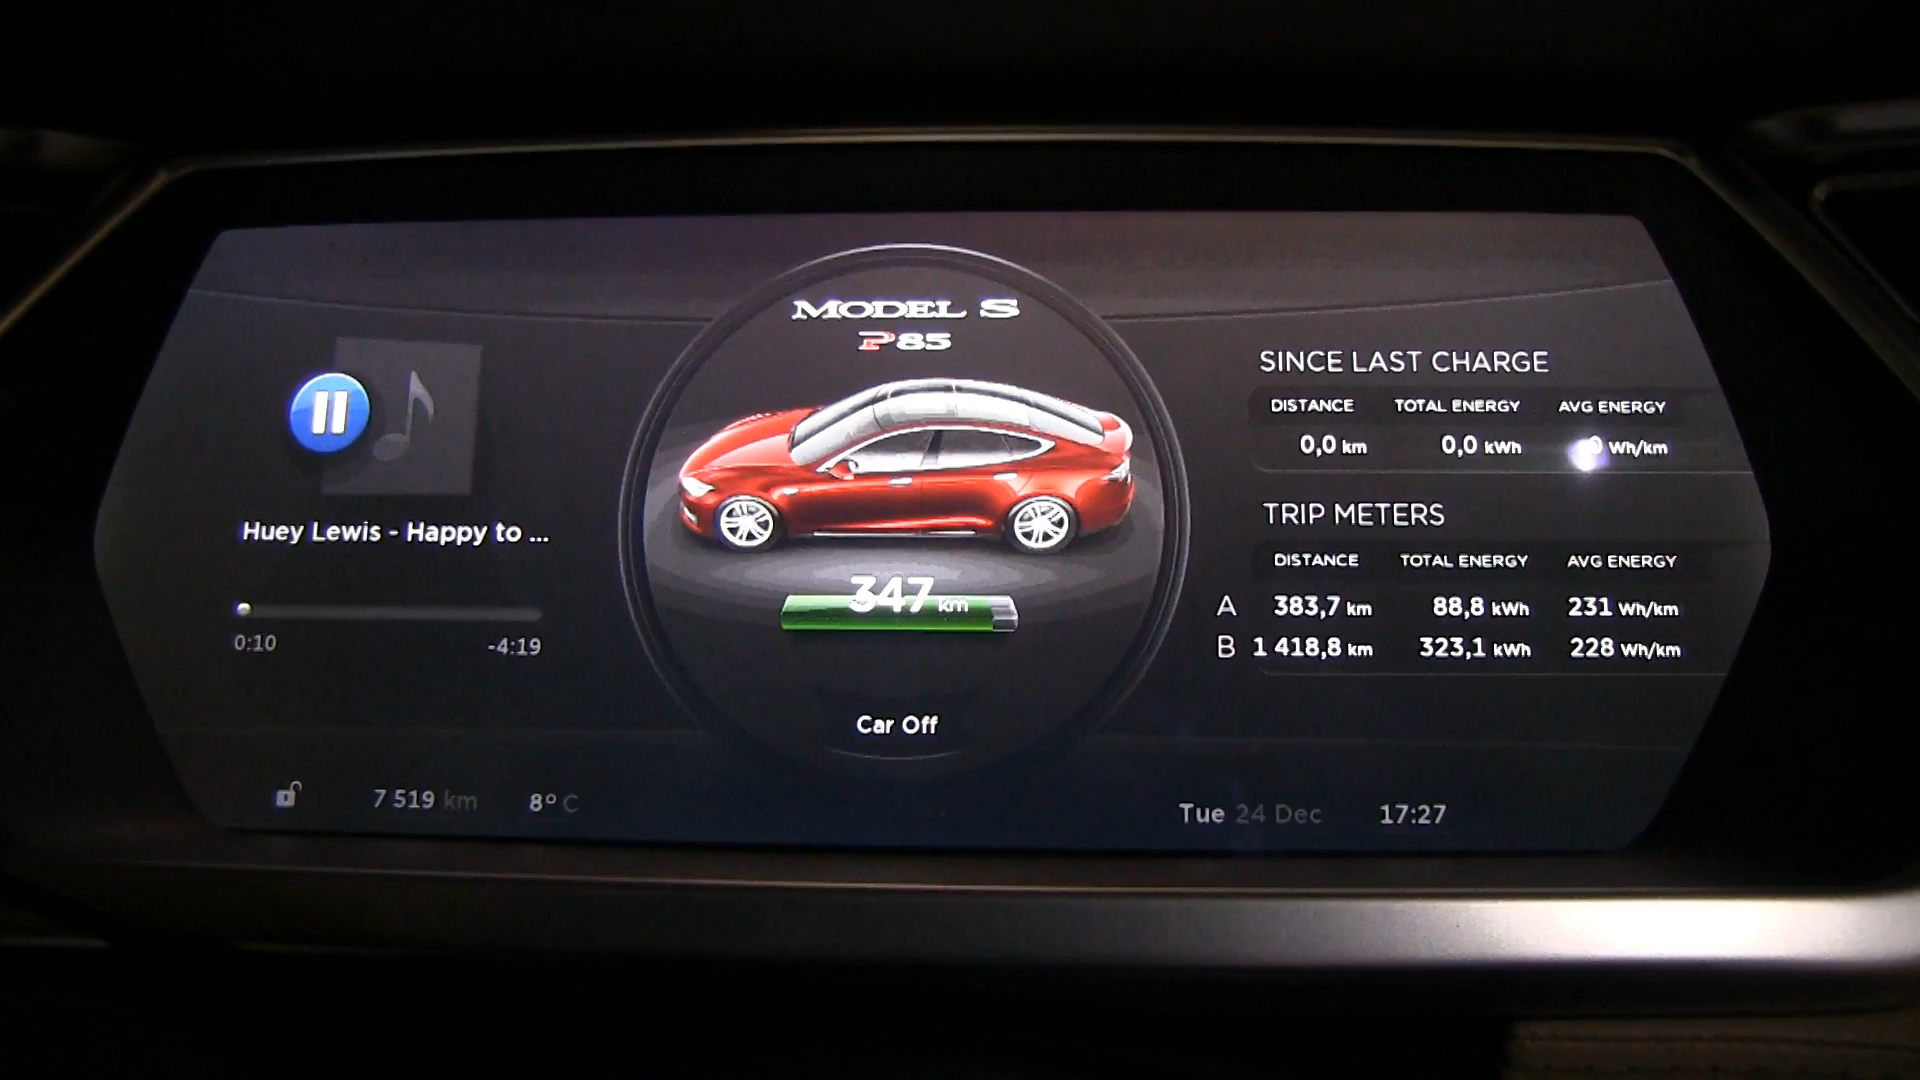 MODEL S
P85
Huey Lewis - Happy to ...
0:10 -4:19
347 km
Car Off
SINCE LAST CHARGE
DISTANCE TOTAL ENERGY AVG ENERGY
0,0 km 0,0 kWh 0 Wh/km
TRIP METERS
DISTANCE TOTAL ENERGY AVG ENERGY
A 383,7 km 88,8 kWh 231 Wh/km
B 1 418,8 km 323,1 kWh 228 Wh/km
7 519 km 8° C
Tue 24 Dec 17:27